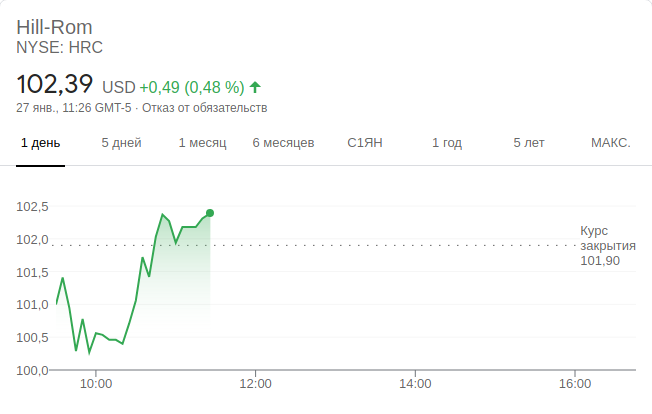 Hill-Rom
NYSE: HRC
102,39 USD +0,49 (0,48 %)
27 янв., 11:26 GMT-5 · Отказ от обязательств
1 день 5 дней 1 месяц 6 месяцев С1ЯН 1 год 5 лет МАКС.
102,5
102,0
101,5
101,0
100,5
100,0
Курс
закрытия
101,90
10:00 12:00 14:00 16:00